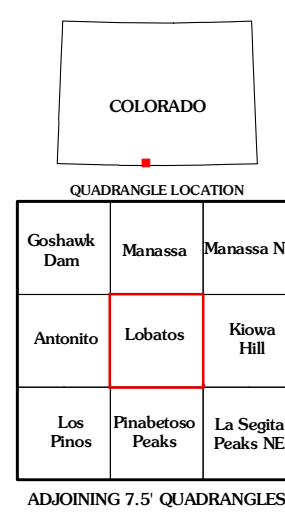 COLORADO
QUADRANGLE LOCATION
Goshawk
Dam
Manassa
Manassa N
Antonito
Lobatos
Kiowa
Hill
Los
Pinos
Pinabetoso
Peaks
La Segita
Peaks NE
ADJOINING 7.5' QUADRANGLES